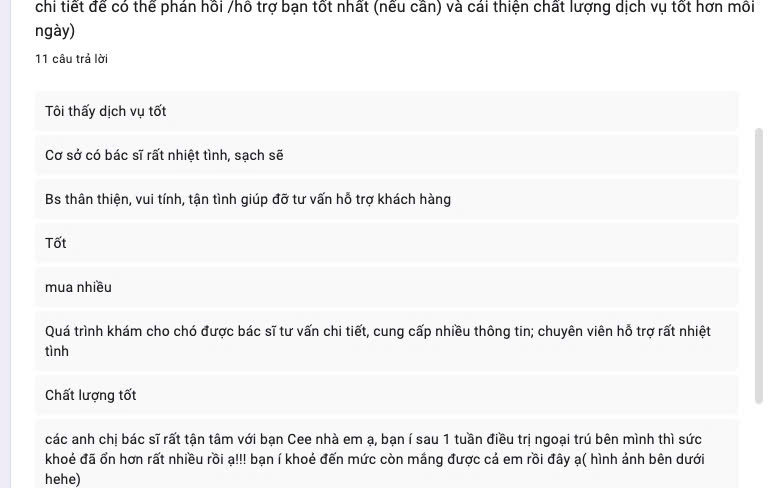 chi tiết để có thể phản hồi /hỗ trợ bạn tốt nhất (nếu cần) và cải thiện chất lượng dịch vụ tốt hơn mỗi
ngày)
11 câu trả lời
Tôi thấy dịch vụ tốt
Cơ sở có bác sĩ rất nhiệt tình, sạch sẽ
Bs thân thiện, vui tính, tận tình giúp đỡ tư vấn hỗ trợ khách hàng
Tốt
mua nhiều
Quá trình khám cho chó được bác sĩ tư vấn chi tiết, cung cấp nhiều thông tin; chuyên viên hỗ trợ rất nhiệt
tình
Chất lượng tốt
các anh chị bác sĩ rất tận tâm với bạn Cee nhà em ạ, bạn í sau 1 tuần điều trị ngoại trú bên mình thì sức
khoẻ đã ổn hơn rất nhiều rồi ạ!!! bạn í khoẻ đến mức còn mắng được cả em rồi đây ạ( hình ảnh bên dưới
hehe)